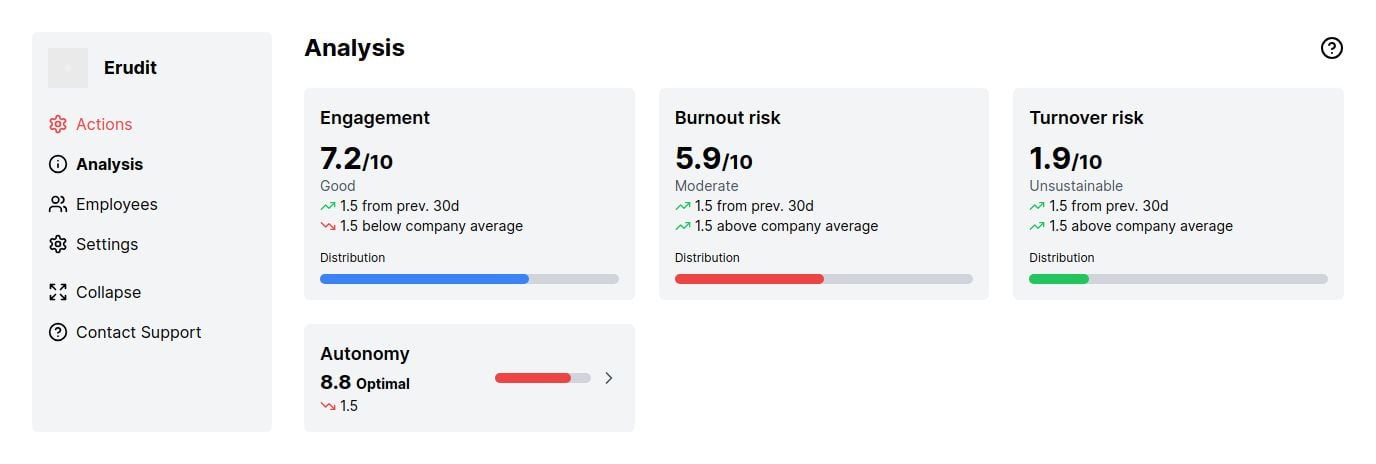 Erudit
Actions
Analysis
Employees
Settings
Collapse
Contact Support
Analysis
Engagement
7.2/10
Good
1.5 from prev. 30d
1.5 below company average
Distribution
Burnout risk
5.9/10
Moderate
1.5 from prev. 30d
1.5 above company average
Distribution
Turnover risk
1.9/10
Unsustainable
1.5 from prev. 30d
1.5 above company average
Distribution
Autonomy
8.8 Optimal
1.5